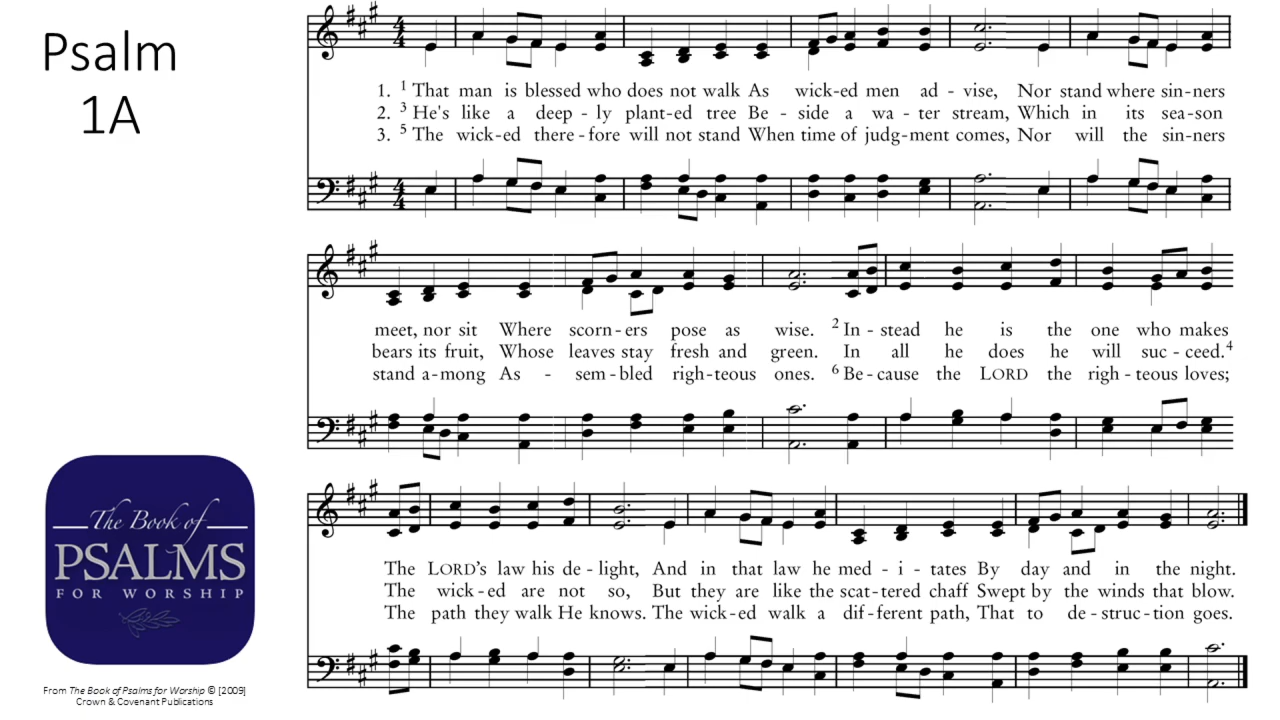 Psalm
1A
1. 1 That man is blessed who does not walk As wick-ed men ad - vise, Nor stand where sin-ners
2. 3 He's like a deep - ly plant-ed tree Be - side a wa - ter stream, Which in its sea-son
3. 5 The wick-ed there-fore will not stand When time of judg-ment comes, Nor will the sin-ners
meet, nor sit Where scorn-ers pose as wise. 2 In - stead he is the one who makes
bears its fruit, Whose leaves stay fresh and green. In all he does he will suc - ceed. 4
stand a-mong As - sem-bled righ-teous ones. 6 Be-cause the LORD the righ-teous loves;
The LORD's law his de - light, And in that law he med - i - tates By day and in the night.
The wick-ed are not so, But they are like the scat-tered chaff Swept by the winds that blow.
The path they walk He knows. The wick-ed walk a dif-ferent path, That to de-struc-tion goes.
The Book of
PSALMS
FOR WORSHIP
From The Book of Psalms for Worship © [2009]
Crown & Covenant Publications